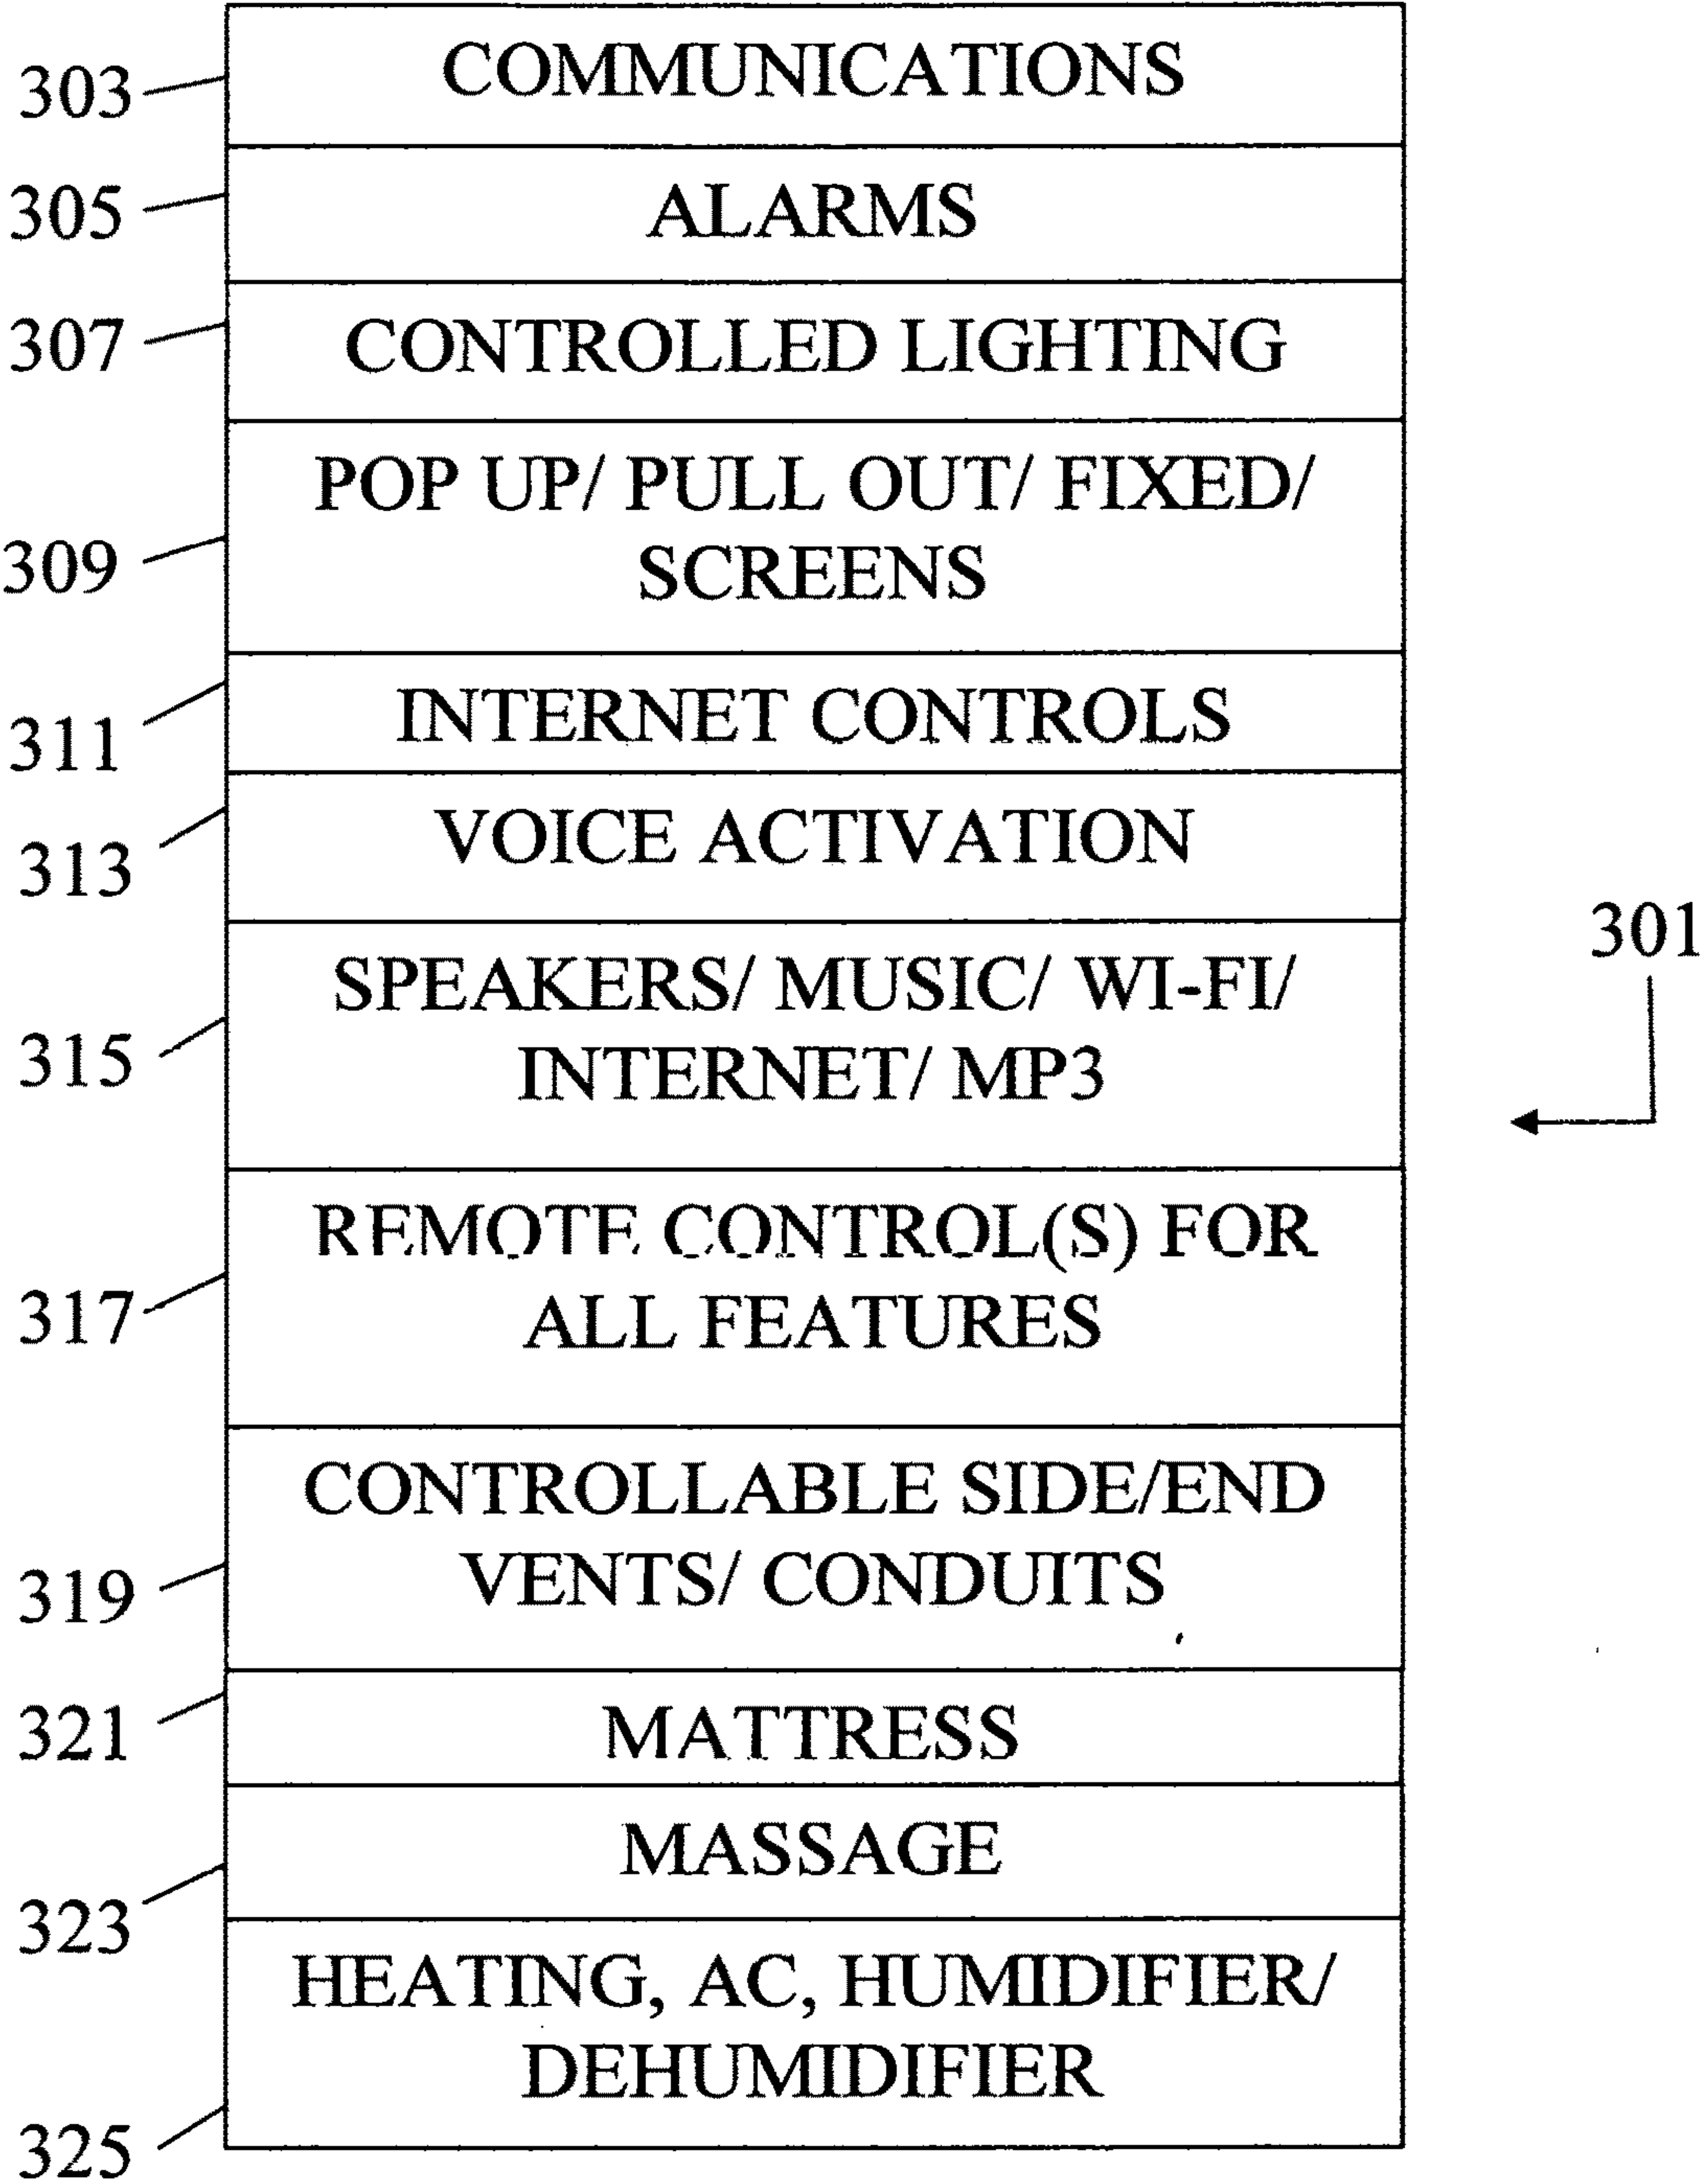 COMMUNICATIONS
303
ALARMS
305
CONTROLLED LIGHTING
307
POP UP/ PULL OUT/ FIXED/
SCREENS
309
INTERNET CONTROLS
311
VOICE ACTIVATION
313
301
SPEAKERS/ MUSIC/ WI-FI/
INTERNET/ MP3
315
REMOTE CONTROL(S) FOR
ALL FEATURES
317
CONTROLLABLE SIDE/END
VENTS/ CONDUITS
319
MATTRESS
321
MASSAGE
323
HEATING, AC, HUMIDIFIER/
DEHUMIDIFIER
325